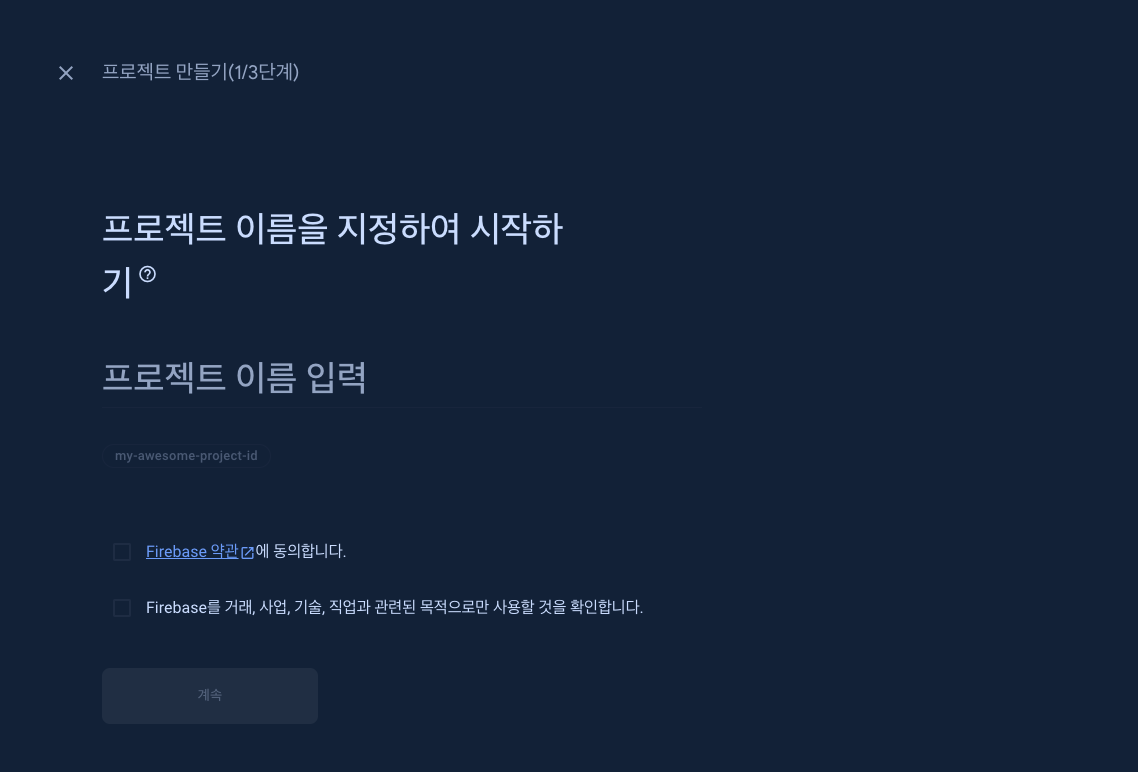 프로젝트 만들기(1/3단계)
프로젝트 이름을 지정하여 시작하
기
프로젝트 이름 입력
my-awesome-project-id
Firebase 약관에 동의합니다.
Firebase를 거래, 사업, 기술, 직업과 관련된 목적으로만 사용할 것을 확인합니다.
계속